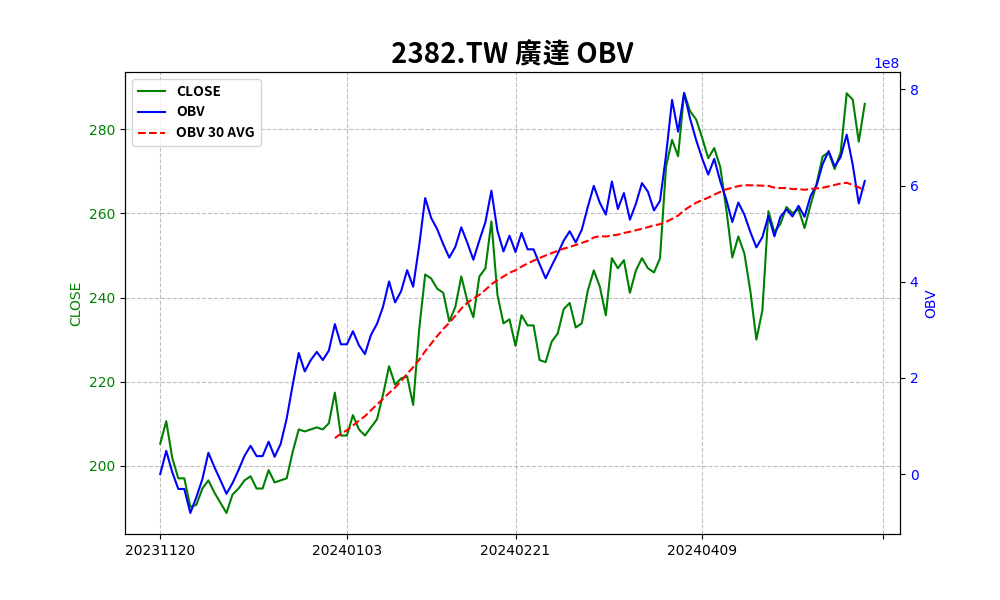 2382.TW 廣達 OBV
1e8
CLOSE
OBV
OBV 30 AVG
280
260
240
220
200
CLOSE
8
6
4
2
0
OBV
20231120
20240103
20240221
20240409